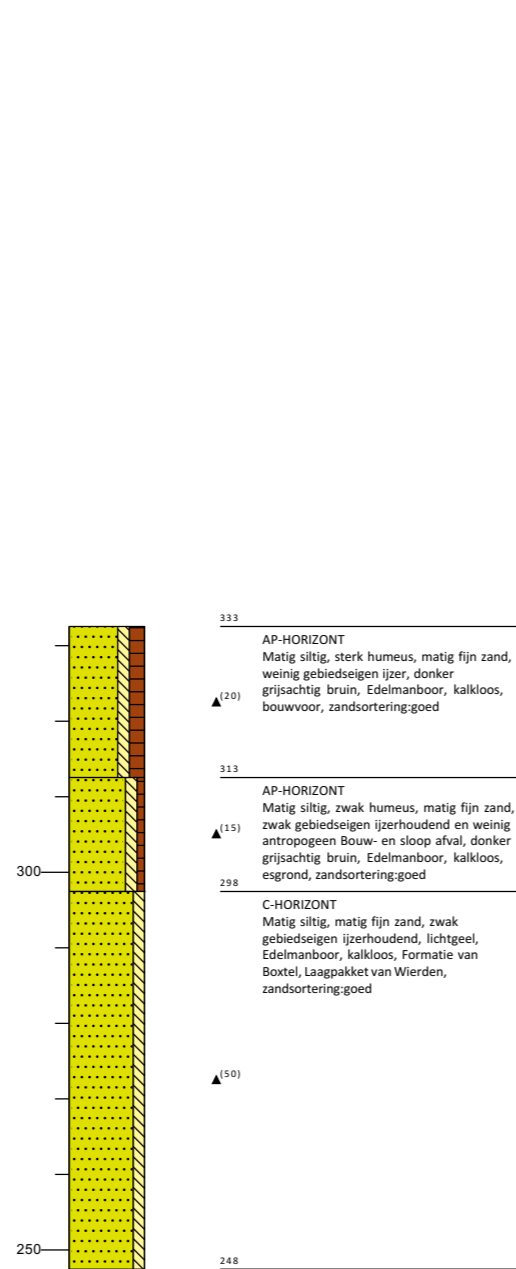 333
AP-HORIZONT
Matig siltig, sterk humeus, matig fijn zand,
weinig gebiedseigen ijzer, donker
grijsachtig bruin, Edelmanboor, kalkloos,
bouwvoor, zandsortering:goed
(20)
313
AP-HORIZONT
Matig siltig, zwak humeus, matig fijn zand,
zwak gebiedseigen ijzerhoudend en weinig
antropogeen Bouw- en sloop afval, donker
grijsachtig bruin, Edelmanboor, kalkloos,
esgrond, zandsortering:goed
(15)
300
298
C-HORIZONT
Matig siltig, matig fijn zand, zwak
gebiedseigen ijzerhoudend, lichtgeel,
Edelmanboor, kalkloos, Formatie van
Boxtel, Laagpakket van Wierden,
zandsortering:goed
(50)
250
248